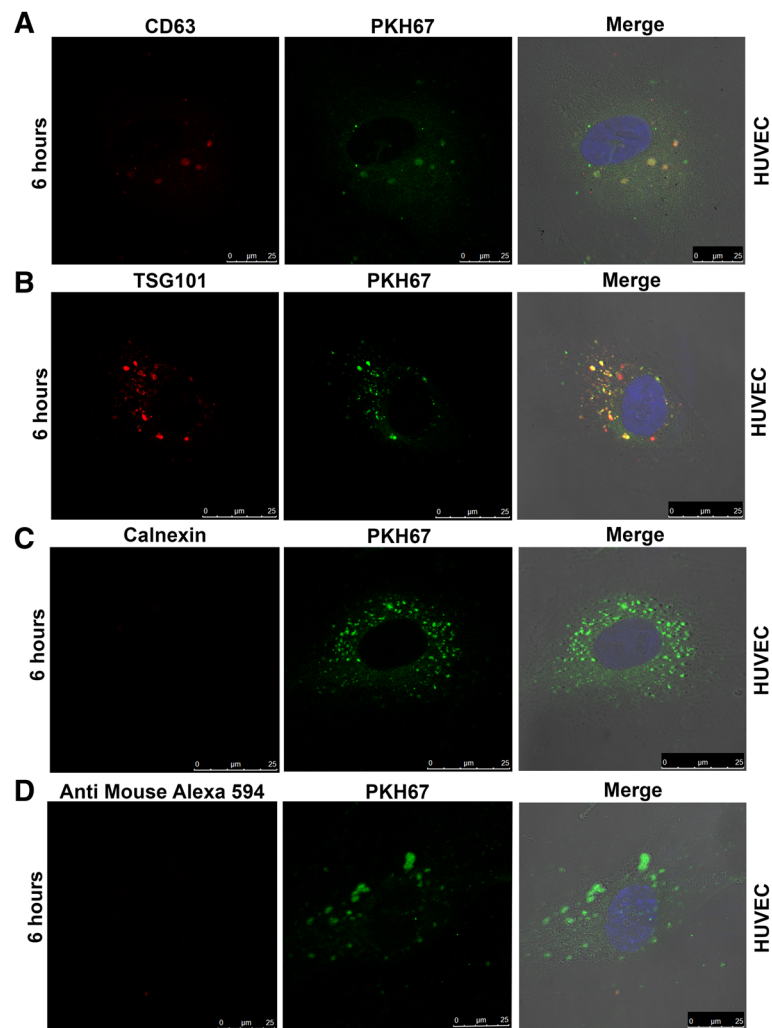 A
CD63 PKH67 Merge
6 hours
HUVEC
0 µm 25
0 µm 25
0 µm 25
B
TSG101 PKH67 Merge
6 hours
HUVEC
0 µm 25
0 µm 25
0 µm 25
C
Calnexin PKH67 Merge
6 hours
HUVEC
0 µm 25
0 µm 25
0 µm 25
D
Anti Mouse Alexa 594 PKH67 Merge
6 hours
HUVEC
0 µm 25
0 µm 25
0 µm 25